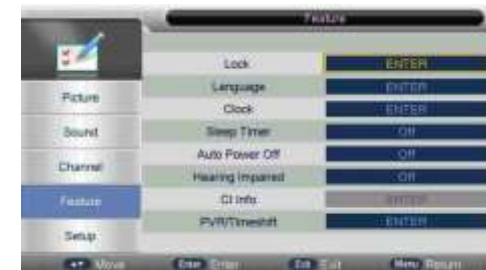 Feature
Lock ENTER
Language ENTER
Clock ENTER
Sleep Timer Off
Auto Power Off Off
Hearing Impaired Off
CI Info ENTER
PVR/Timeshift ENTER
Picture
Sound
Channel
Feature
Setup
Move Enter Enter Exit Exit Menu Return